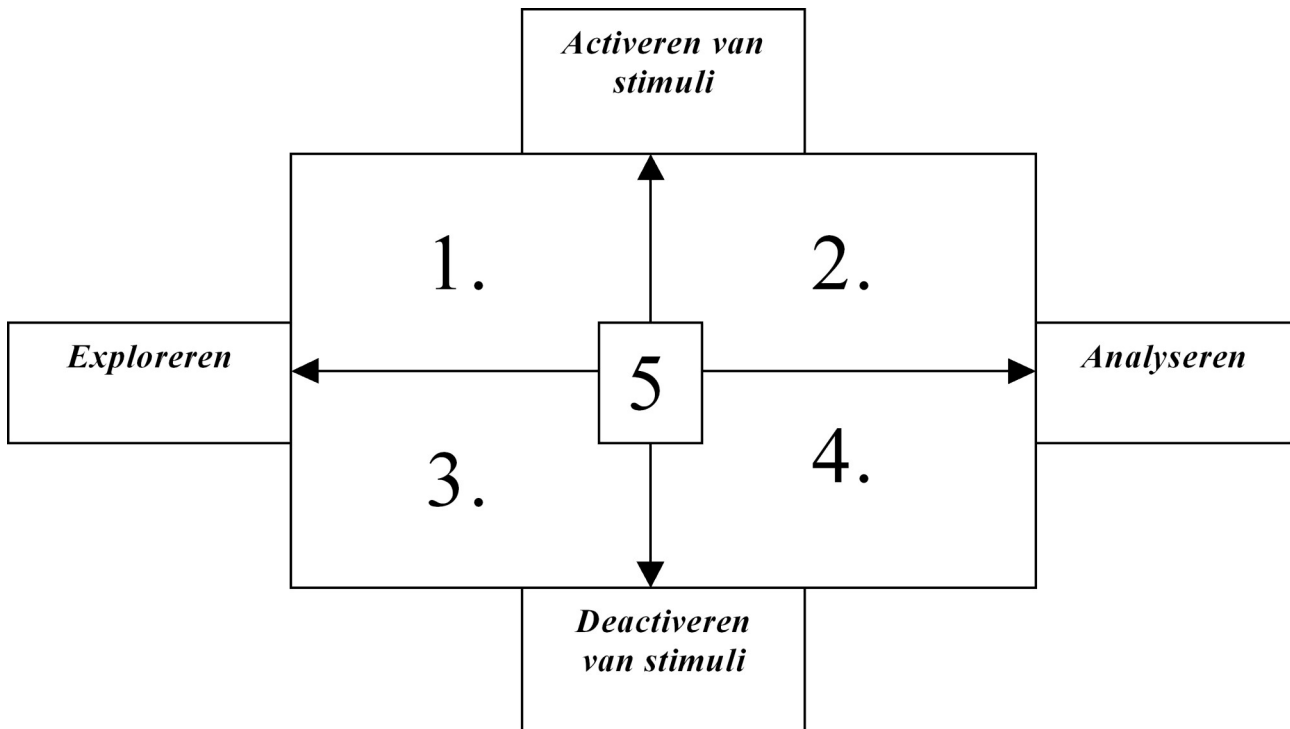 Activeren van
stimuli
1.
2.
Exploreren
5
Analyseren
3.
4.
Deactiveren
van stimuli